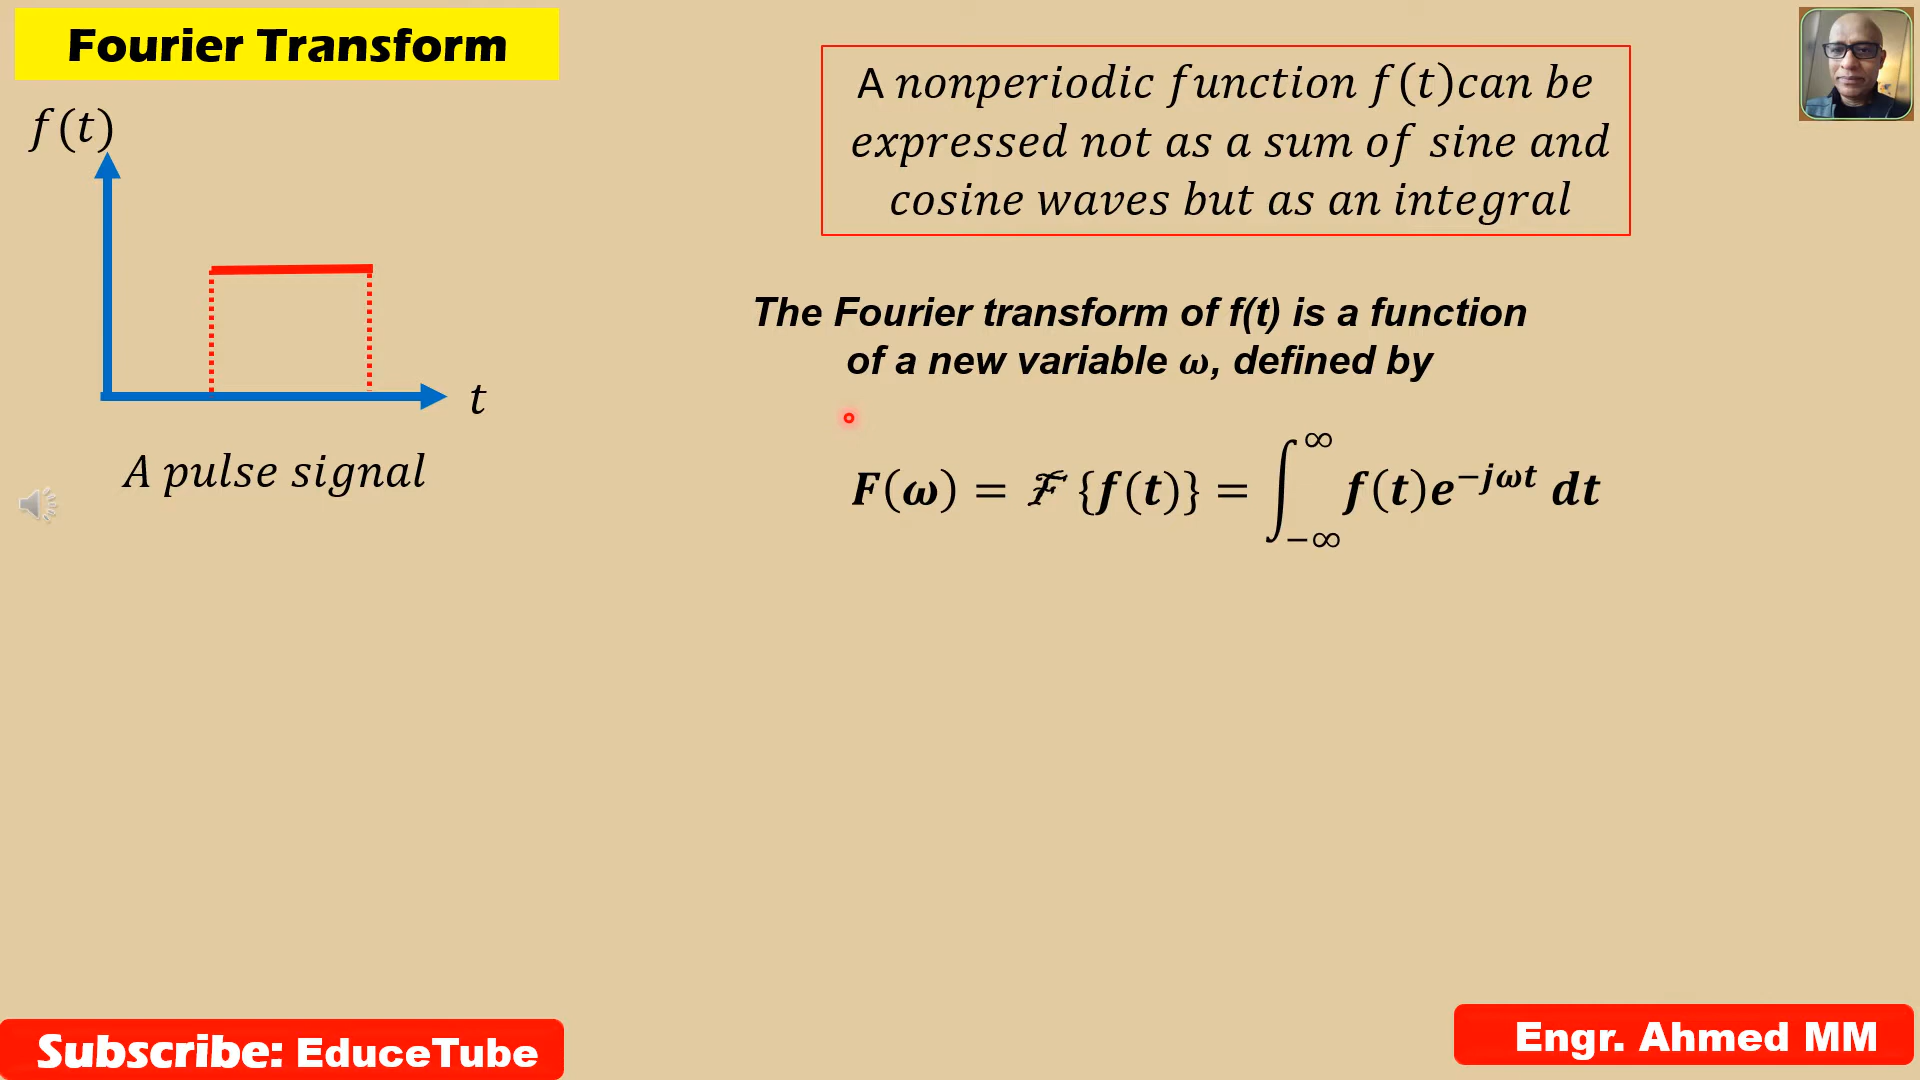 Fourier Transform
f(t)
t
A pulse signal
A nonperiodic function f(t)can be
expressed not as a sum of sine and
cosine waves but as an integral
The Fourier transform of f(t) is a function
of a new variable ω, defined by
F(ω) = ℱ {f(t)} = ∫_{−∞}^{∞} f(t)e^{−jωt} dt
Subscribe: EduceTube
Engr. Ahmed MM